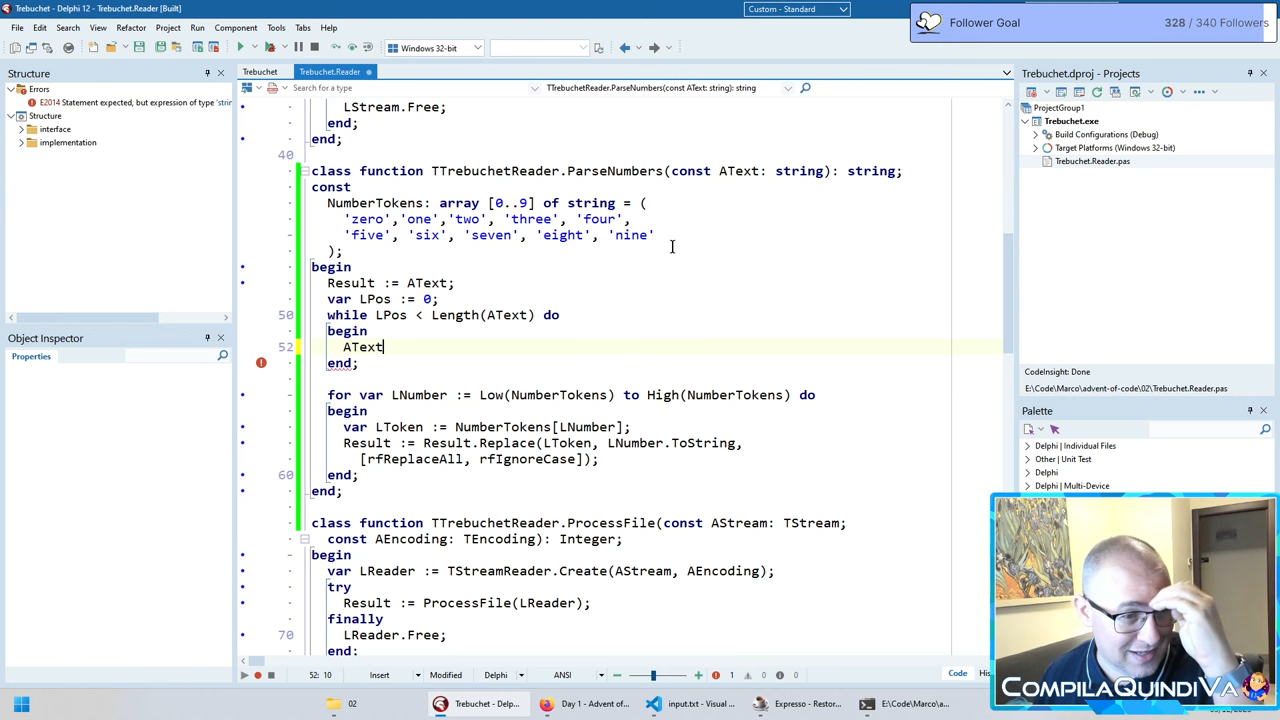 Trebuchet - Delphi 12 - Trebuchet.Reader [Built]
Custom - Standard
Follower Goal
328 / 340 Followers
File Edit Search View Refactor Project Run Component Tools Tabs Help
Windows 32-bit
Structure
Trebuchet
Trebuchet.Reader
Trebuchet.dproj - Projects
Errors
Search for a type
TTrebuchetReader.ParseNumbers(const AText: string): string;
E2014 Statement expected, but expression of type 'strin
Structure
interface
implementation
ProjectGroup1
Trebuchet.exe
Build Configurations (Debug)
Target Platforms (Windows 32-bit)
Trebuchet.Reader.pas
LStream.Free;
end;
end;
40
class function TTrebuchetReader.ParseNumbers(const AText: string): string;
const
NumberTokens: array [0..9] of string = (
'zero','one','two', 'three', 'four',
'five', 'six', 'seven', 'eight', 'nine'
);
begin
Result := AText;
var LPos := 0;
50 while LPos < Length(AText) do
begin
52 AText
end;
for var LNumber := Low(NumberTokens) to High(NumberTokens) do
begin
var LToken := NumberTokens[LNumber];
Result := Result.Replace(LToken, LNumber.ToString,
[rfReplaceAll, rfIgnoreCase]);
60 end;
end;
class function TTrebuchetReader.ProcessFile(const AStream: TStream;
const AEncoding: TEncoding): Integer;
begin
var LReader := TStreamReader.Create(AStream, AEncoding);
try
Result := ProcessFile(LReader);
finally
70 LReader.Free;
end;
Object Inspector
Properties
CodeInsight: Done
E:\Code\Marco\advent-of-code\02\Trebuchet.Reader.pas
Palette
Delphi | Individual Files
Other | Unit Test
Delphi
Delphi | Multi-Device
52: 10
Insert
Modified
Delphi
ANSI
1
0
0
Code
His
COMPILAQUINDIVA
02
Trebuchet - Delp...
Day 1 - Advent o...
input.txt - Visual ...
Expresso - Restor...
E:\Code\Marco\a...